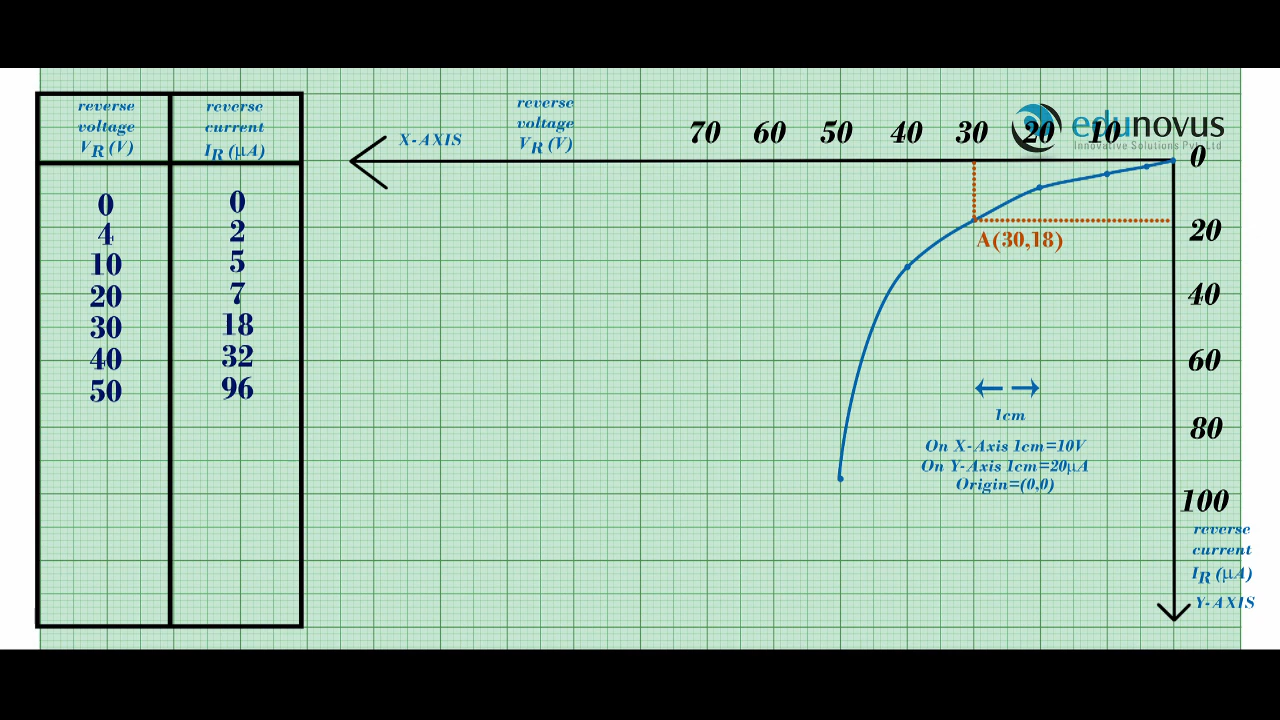 reverse
voltage
VR (V)
reverse
current
IR (μA)
0 0
4 2
10 5
20 7
30 18
40 32
50 96
X-AXIS
reverse
voltage
VR (V)
70 60 50 40 30 20 10
edunovus
Innovative Solutions Pvt. Ltd
0
20
40
60
80
100
A(30,18)
1cm
On X-Axis 1cm=10V
On Y-Axis 1cm=20μA
Origin=(0,0)
reverse
current
IR (μA)
Y-AXIS